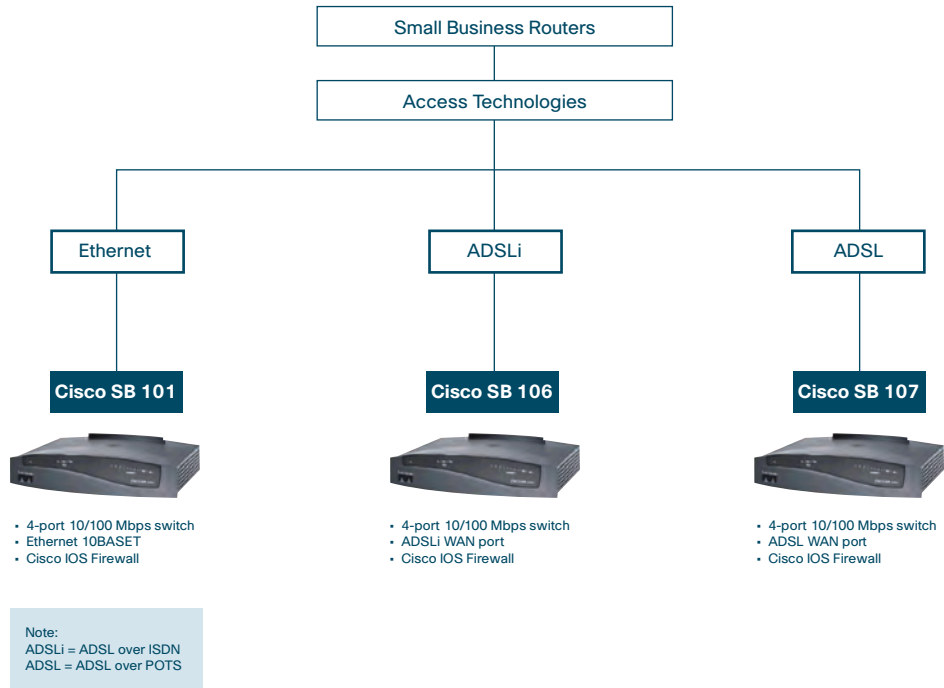 Small Business Routers
Access Technologies
Ethernet
ADSLi
ADSL
Cisco SB 101
Cisco SB 106
Cisco SB 107
▪ 4-port 10/100 Mbps switch
▪ Ethernet 10BASET
▪ Cisco IOS Firewall
▪ 4-port 10/100 Mbps switch
▪ ADSLi WAN port
▪ Cisco IOS Firewall
▪ 4-port 10/100 Mbps switch
▪ ADSL WAN port
▪ Cisco IOS Firewall
Note:
ADSLi = ADSL over ISDN
ADSL = ADSL over POTS